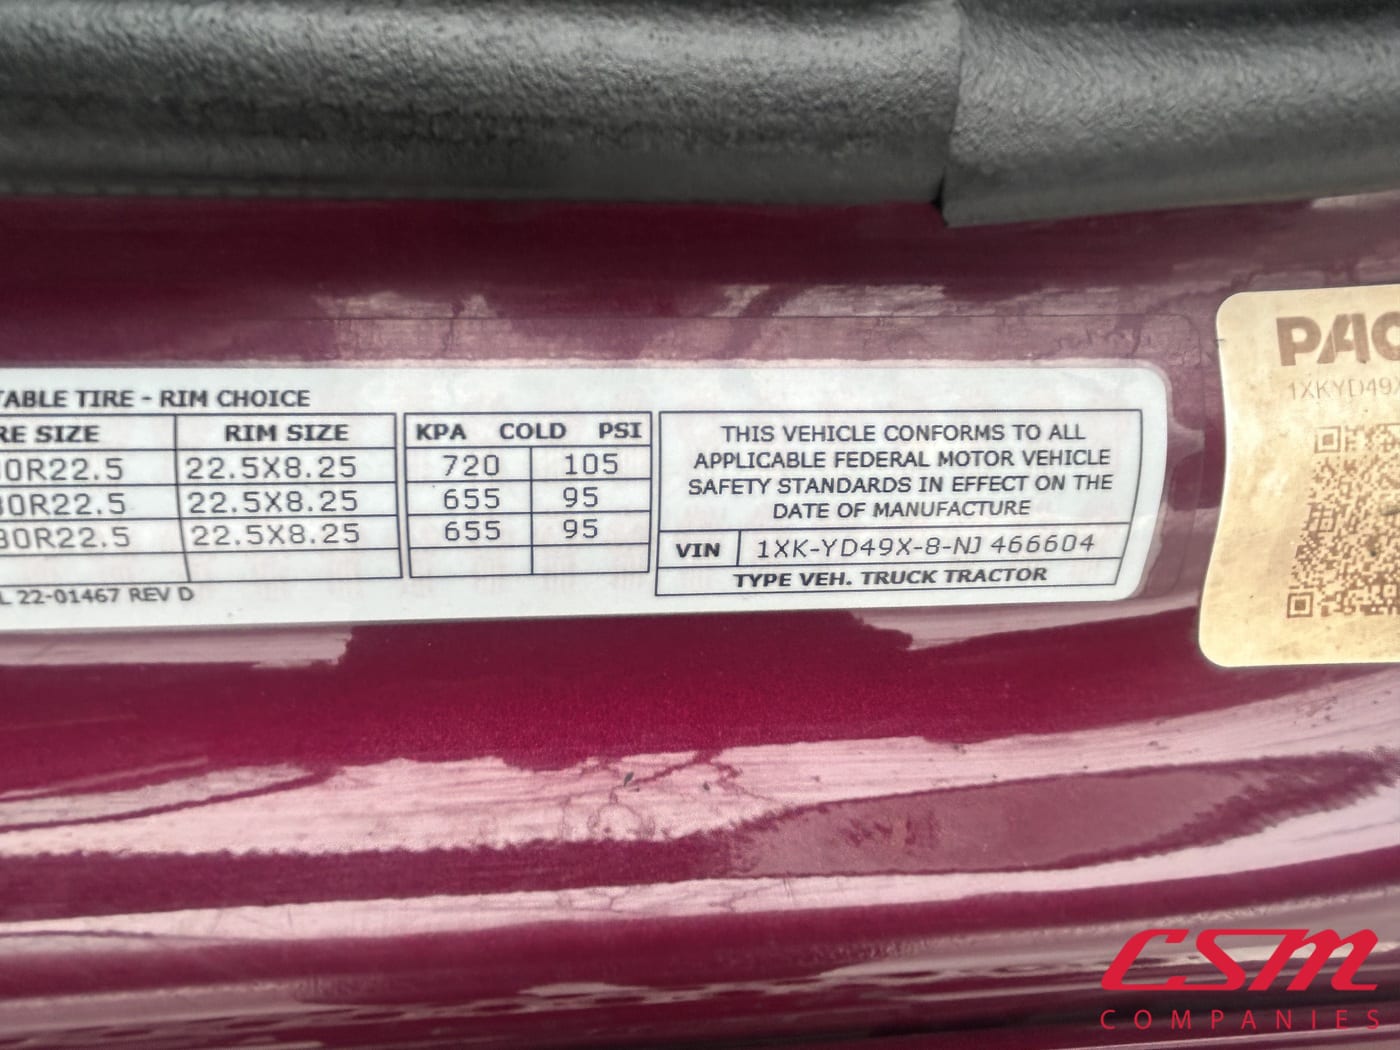 TABLE TIRE - RIM CHOICE
RE SIZE RIM SIZE KPA COLD PSI
0R22.5 22.5X8.25 720 105
80R22.5 22.5X8.25 655 95
80R22.5 22.5X8.25 655 95
L 22-01467 REV D
THIS VEHICLE CONFORMS TO ALL
APPLICABLE FEDERAL MOTOR VEHICLE
SAFETY STANDARDS IN EFFECT ON THE
DATE OF MANUFACTURE
VIN 1XK-YD49X-8-NJ 466604
TYPE VEH. TRUCK TRACTOR
PAC
1XKYD49X
CSM
COMPANIES